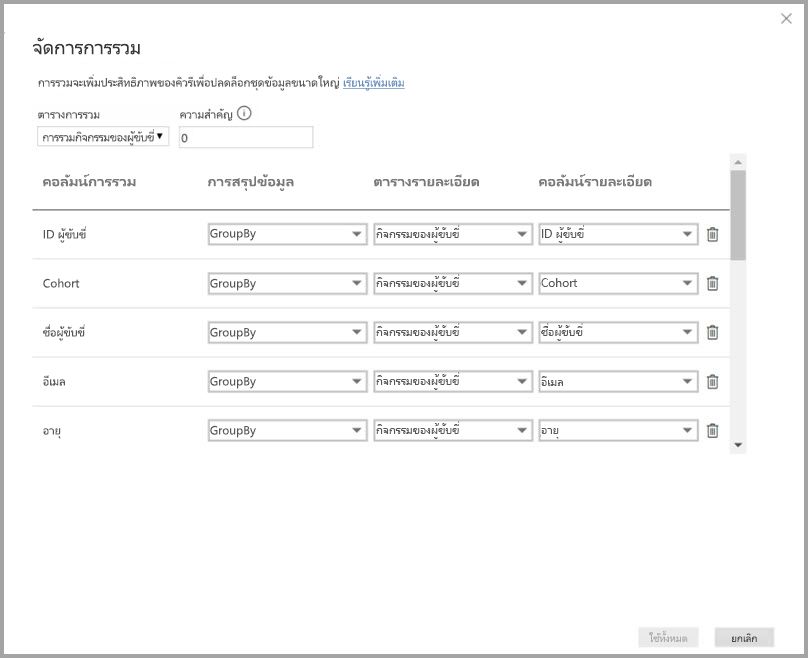 จัดการการรวม
การรวมจะเพิ่มประสิทธิภาพของคิวรีเพื่อปลดล็อกชุดข้อมูลขนาดใหญ่ เรียนรู้เพิ่มเติม
ตารางการรวม ความสำคัญ
การรวมกิจกรรมของผู้ขับขี่ 0
คอลัมน์การรวม การสรุปข้อมูล ตารางรายละเอียด คอลัมน์รายละเอียด
ID ผู้ขับขี่ GroupBy กิจกรรมของผู้ขับขี่ ID ผู้ขับขี่
Cohort GroupBy กิจกรรมของผู้ขับขี่ Cohort
ชื่อผู้ขับขี่ GroupBy กิจกรรมของผู้ขับขี่ ชื่อผู้ขับขี่
อีเมล GroupBy กิจกรรมของผู้ขับขี่ อีเมล
อายุ GroupBy กิจกรรมของผู้ขับขี่ อายุ
ใช้ทั้งหมด ยกเลิก